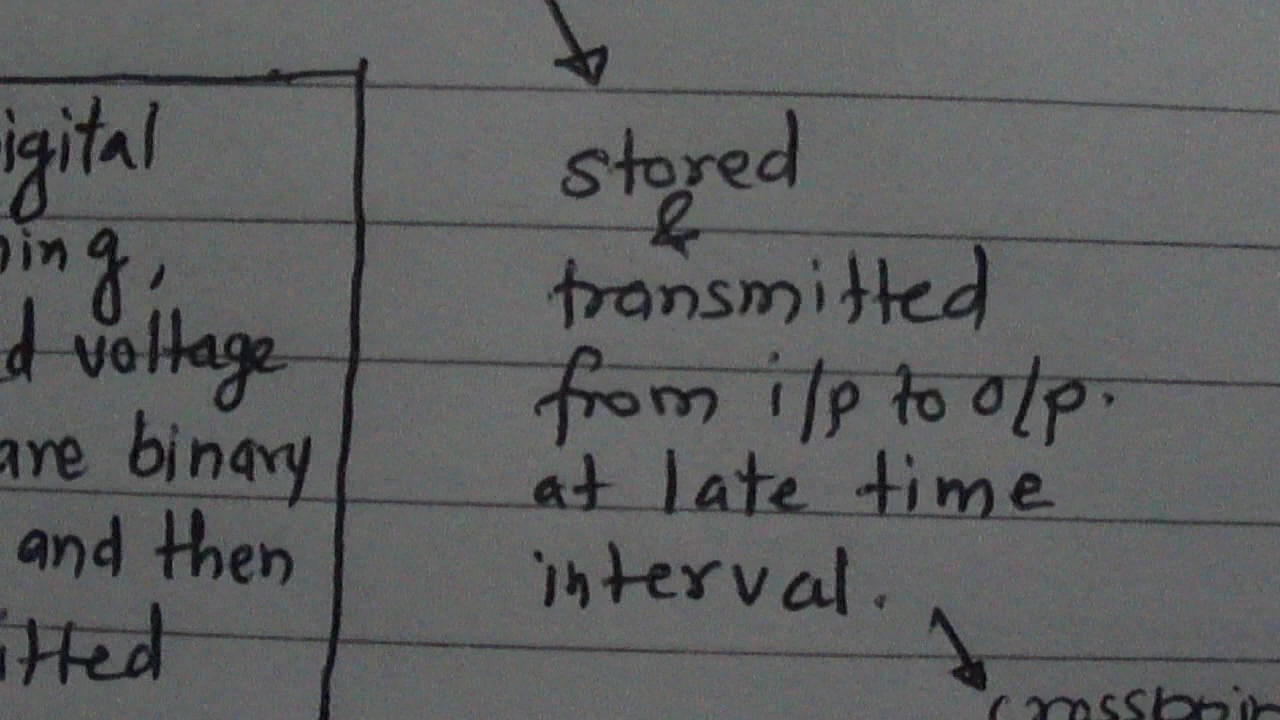 igital
ing,
d voltage
are binary
and then
itted
stored
&
transmitted
from i/p to o/p.
at late time
interval.